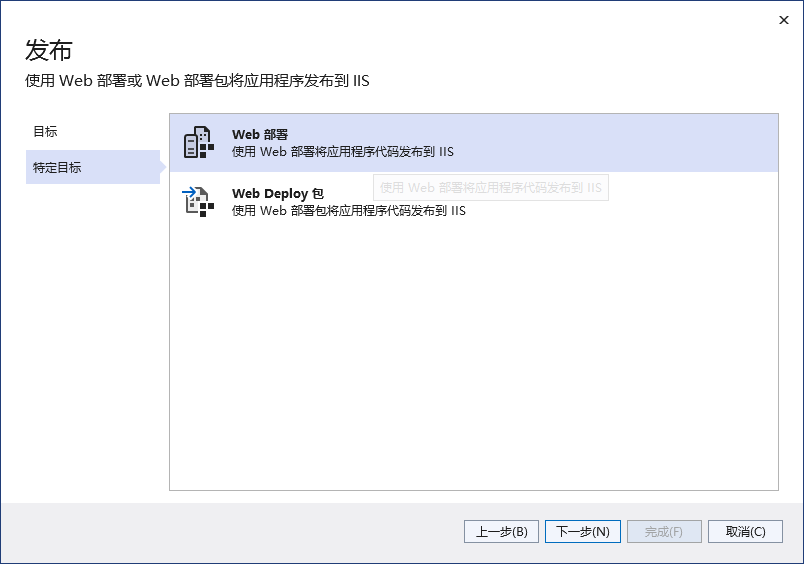 发布
使用 Web 部署或 Web 部署包将应用程序发布到 IIS
目标
特定目标
Web 部署
使用 Web 部署将应用程序代码发布到 IIS
使用 Web 部署将应用程序代码发布到 IIS
Web Deploy 包
使用 Web 部署包将应用程序代码发布到 IIS
上一步(B)
下一步(N)
完成(F)
取消(C)